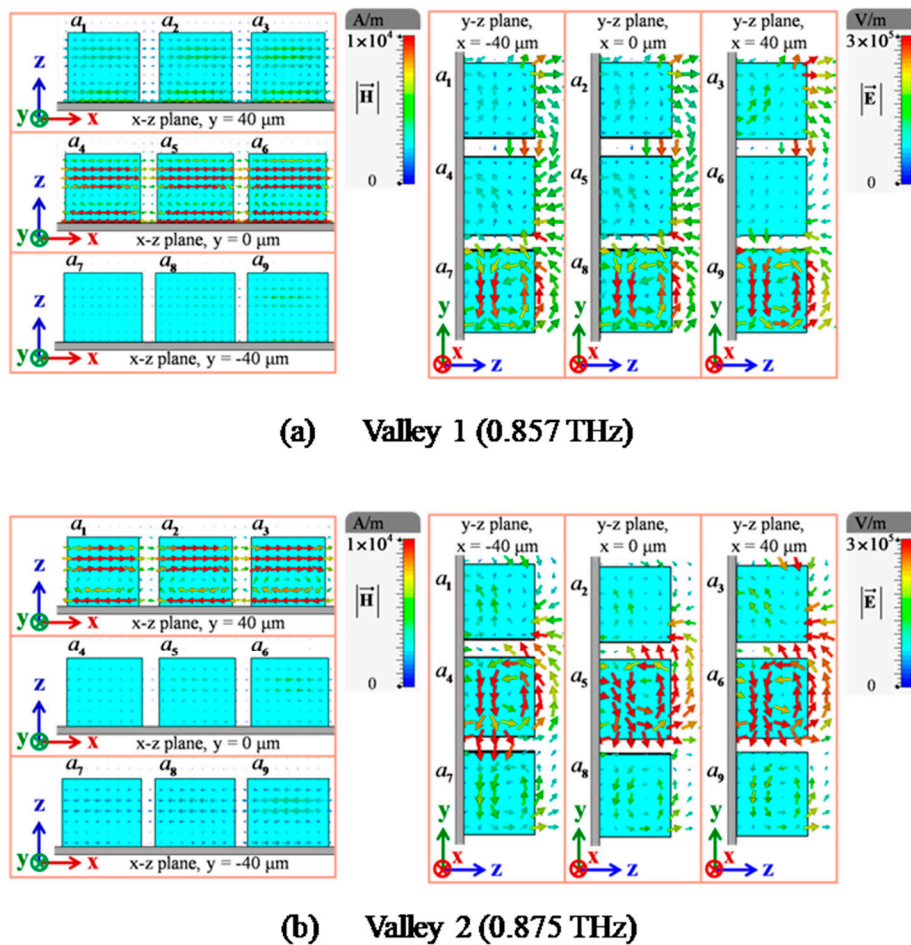 A/m
y-z plane, y-z plane, y-z plane,
V/m
a1 a2 a3
1×10^4
x = -40 μm x = 0 μm x = 40 μm
3×10^5
z
a1 a2 a3
y x
x-z plane, y = 40 μm
|H|
|E|
a4 a5 a6
z
a4 a5 a6
0
0
y x
x-z plane, y = 0 μm
a7 a8 a9
a7 a8 a9
z
y y y
y x
x-z plane, y = -40 μm
x z x z x z
(a) Valley 1 (0.857 THz)
A/m
y-z plane, y-z plane, y-z plane,
V/m
a1 a2 a3
1×10^4
x = -40 μm x = 0 μm x = 40 μm
3×10^5
z
a1 a2 a3
y x
x-z plane, y = 40 μm
|H|
|E|
a4 a5 a6
z
a4 a5 a6
0
0
y x
x-z plane, y = 0 μm
a7 a8 a9
a7 a8 a9
z
y y y
y x
x-z plane, y = -40 μm
x z x z x z
(b) Valley 2 (0.875 THz)